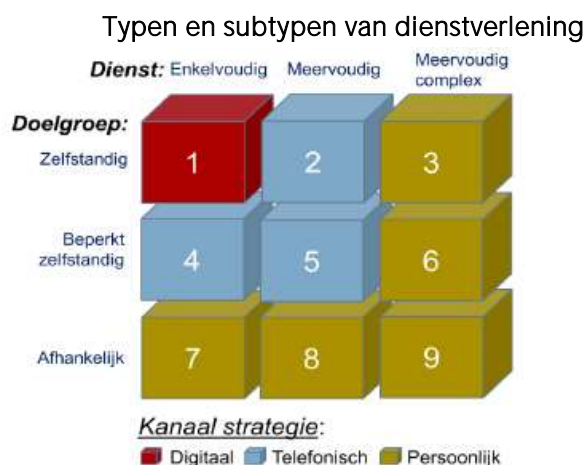 Typen en subtypen van dienstverlening
Dienst: Enkelvoudig Meervoudig Meervoudig
complex
Doelgroep:
Zelfstandig
1 2 3
Beperkt
zelfstandig
4 5 6
Afhankelijk
7 8 9
Kanaal strategie:
Digitaal Telefonisch Persoonlijk